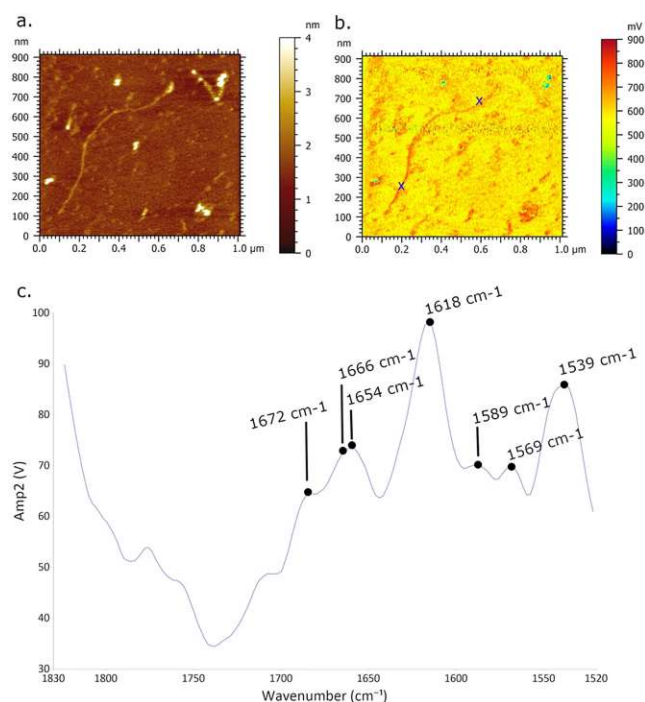 a.
nm
900
800
700
600
500
400
300
200
100
0
0.0 0.2 0.4 0.6 0.8 1.0 µm
nm
4
3
2
1
0
b.
nm
900
800
700
600
500
400
300
200
100
0
X
X
0.0 0.2 0.4 0.6 0.8 1.0 µm
mV
900
800
700
600
500
400
300
200
100
0
c.
Amp2 (V)
100
90
80
70
60
50
40
30
1672 cm-1
1666 cm-1
1654 cm-1
1618 cm-1
1589 cm-1
1569 cm-1
1539 cm-1
1830 1800 1750 1700 1650 1600 1550 1520
Wavenumber (cm⁻¹)